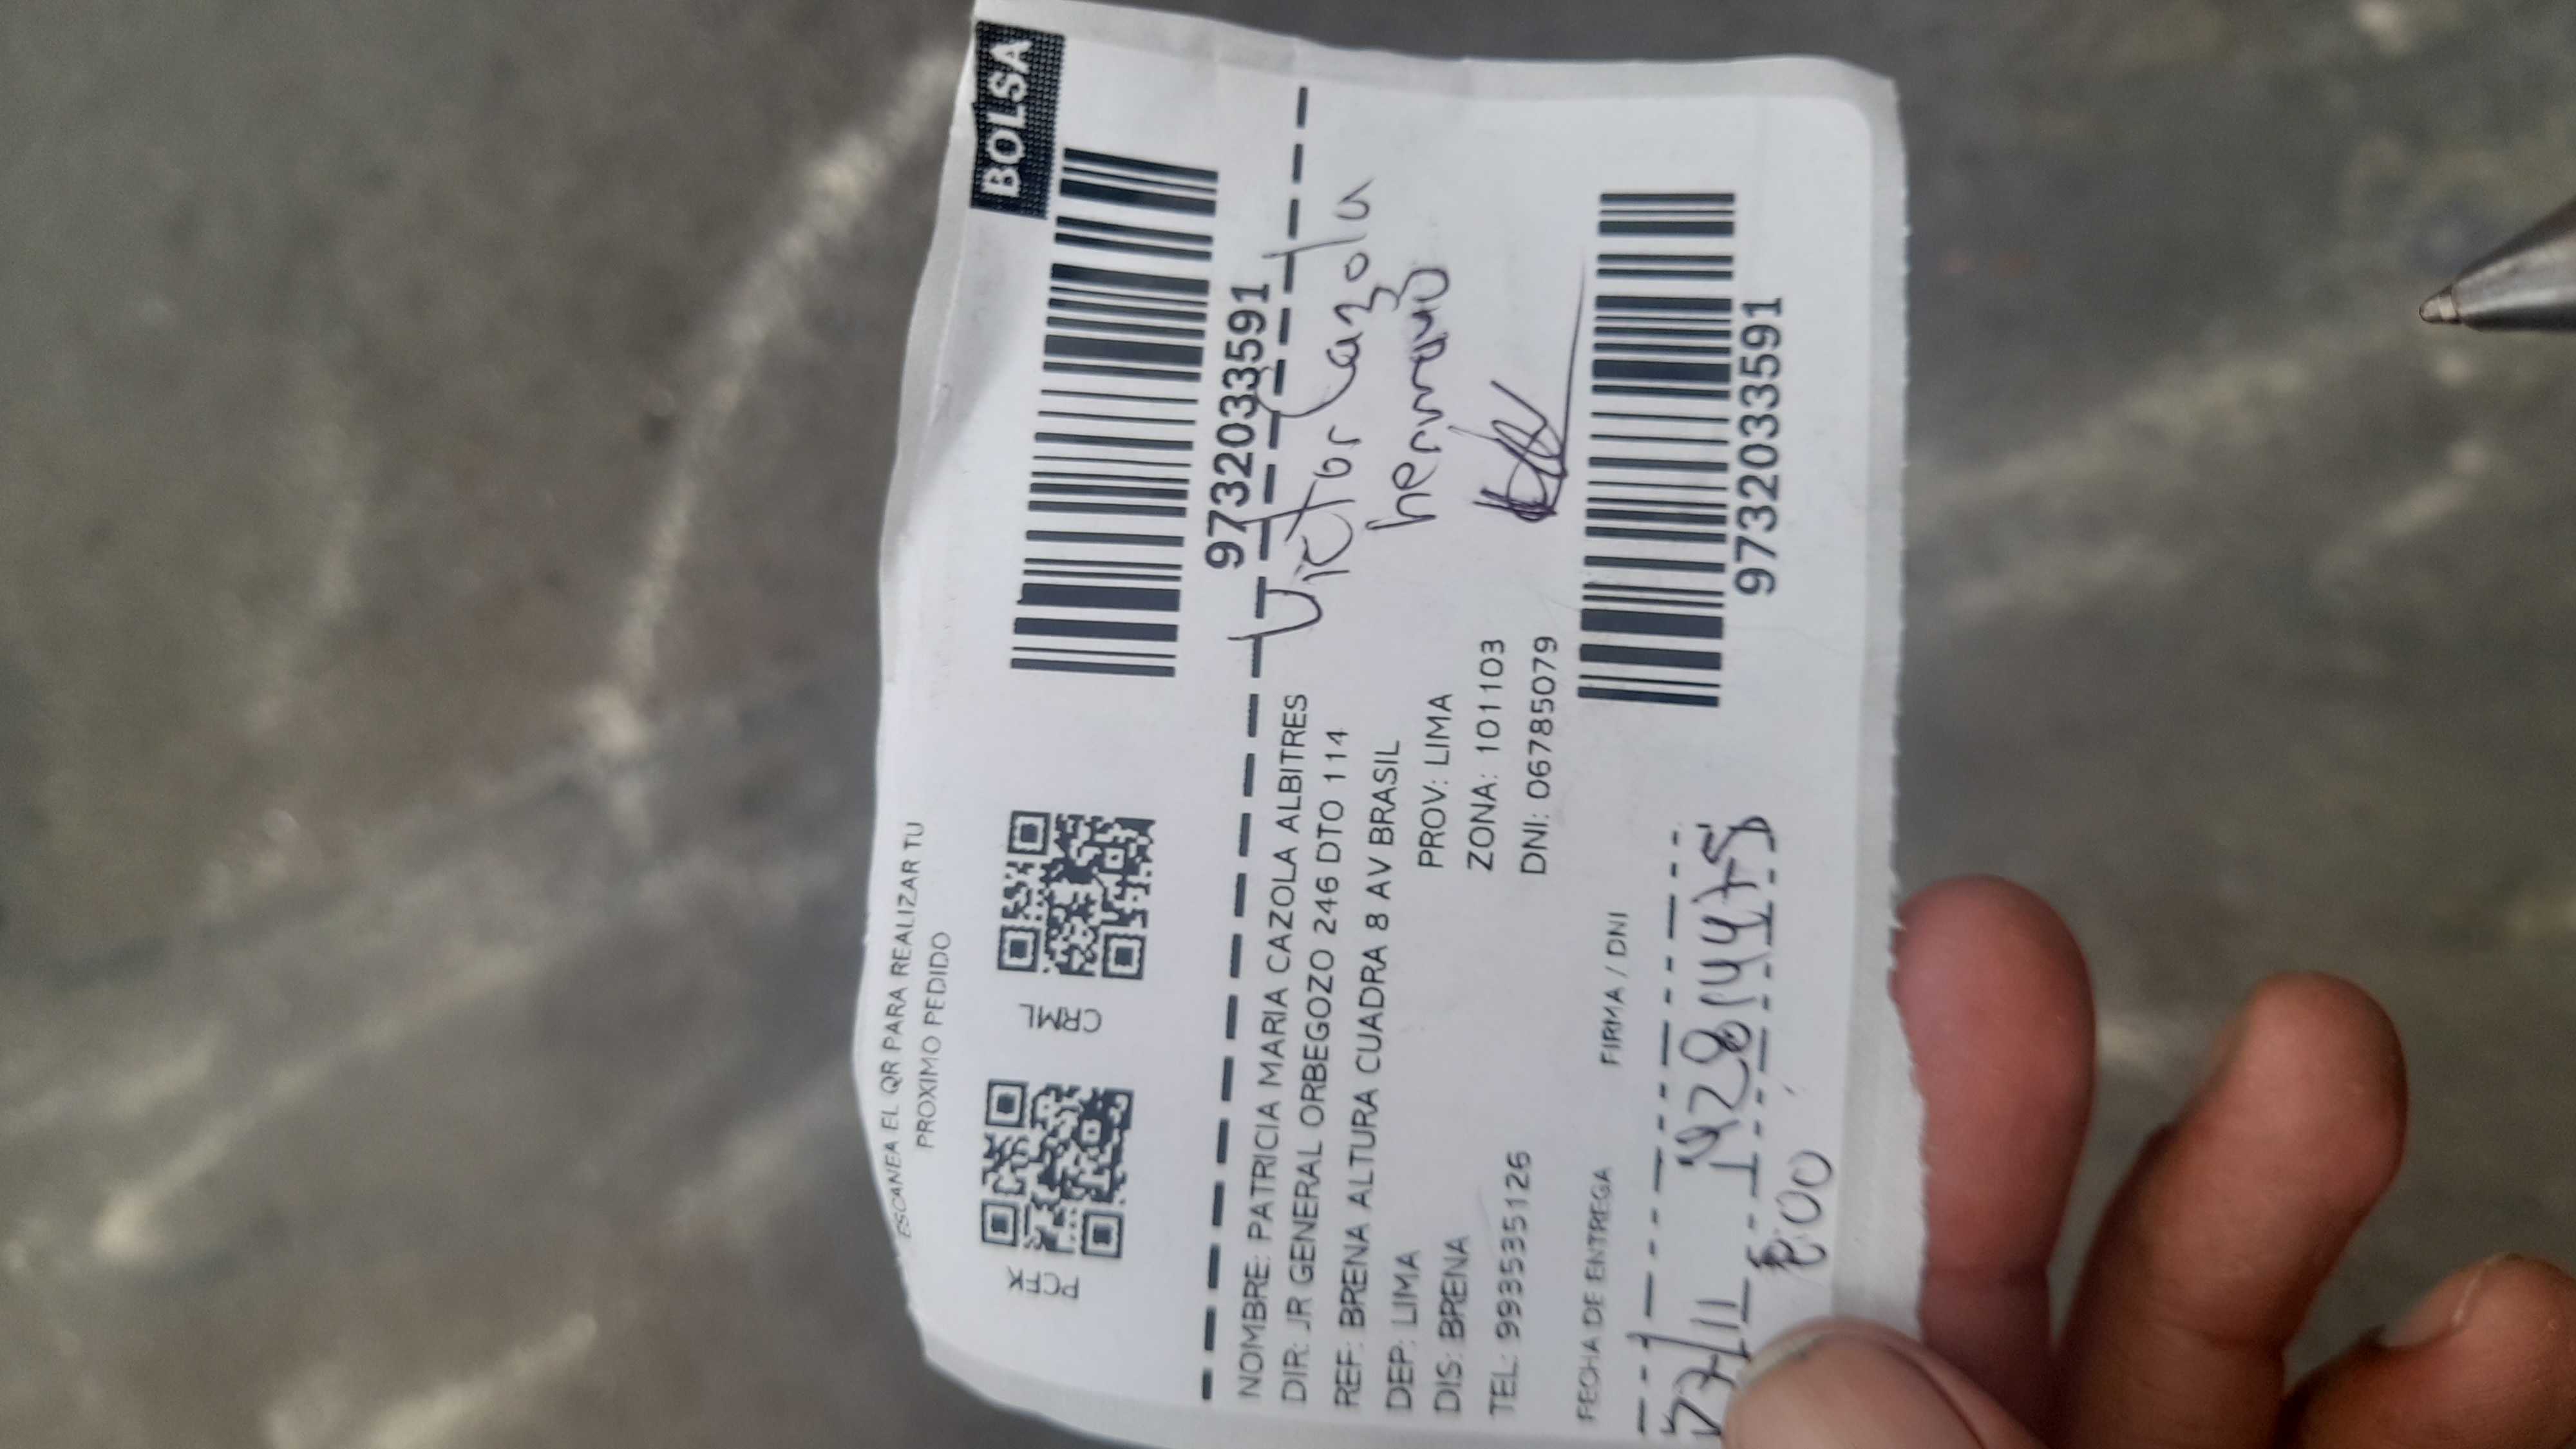 BOLSA
ESCANEA EL QR PARA REALIZAR TU
PROXIMO PEDIDO
PCFK
CRML
9732033591
NOMBRE: PATRICIA MARIA CAZOLA ALBITRES
DIR: JR GENERAL ORBEGOZO 246 DTO 114
REF: BRENA ALTURA CUADRA 8 AV BRASIL
DEP: LIMA PROV: LIMA
DIS: BRENA ZONA: 101103
TEL: 993535126 DNI: 06785079
Victor Cazola
hermano
FECHA DE ENTREGA FIRMA / DNI
9732033591